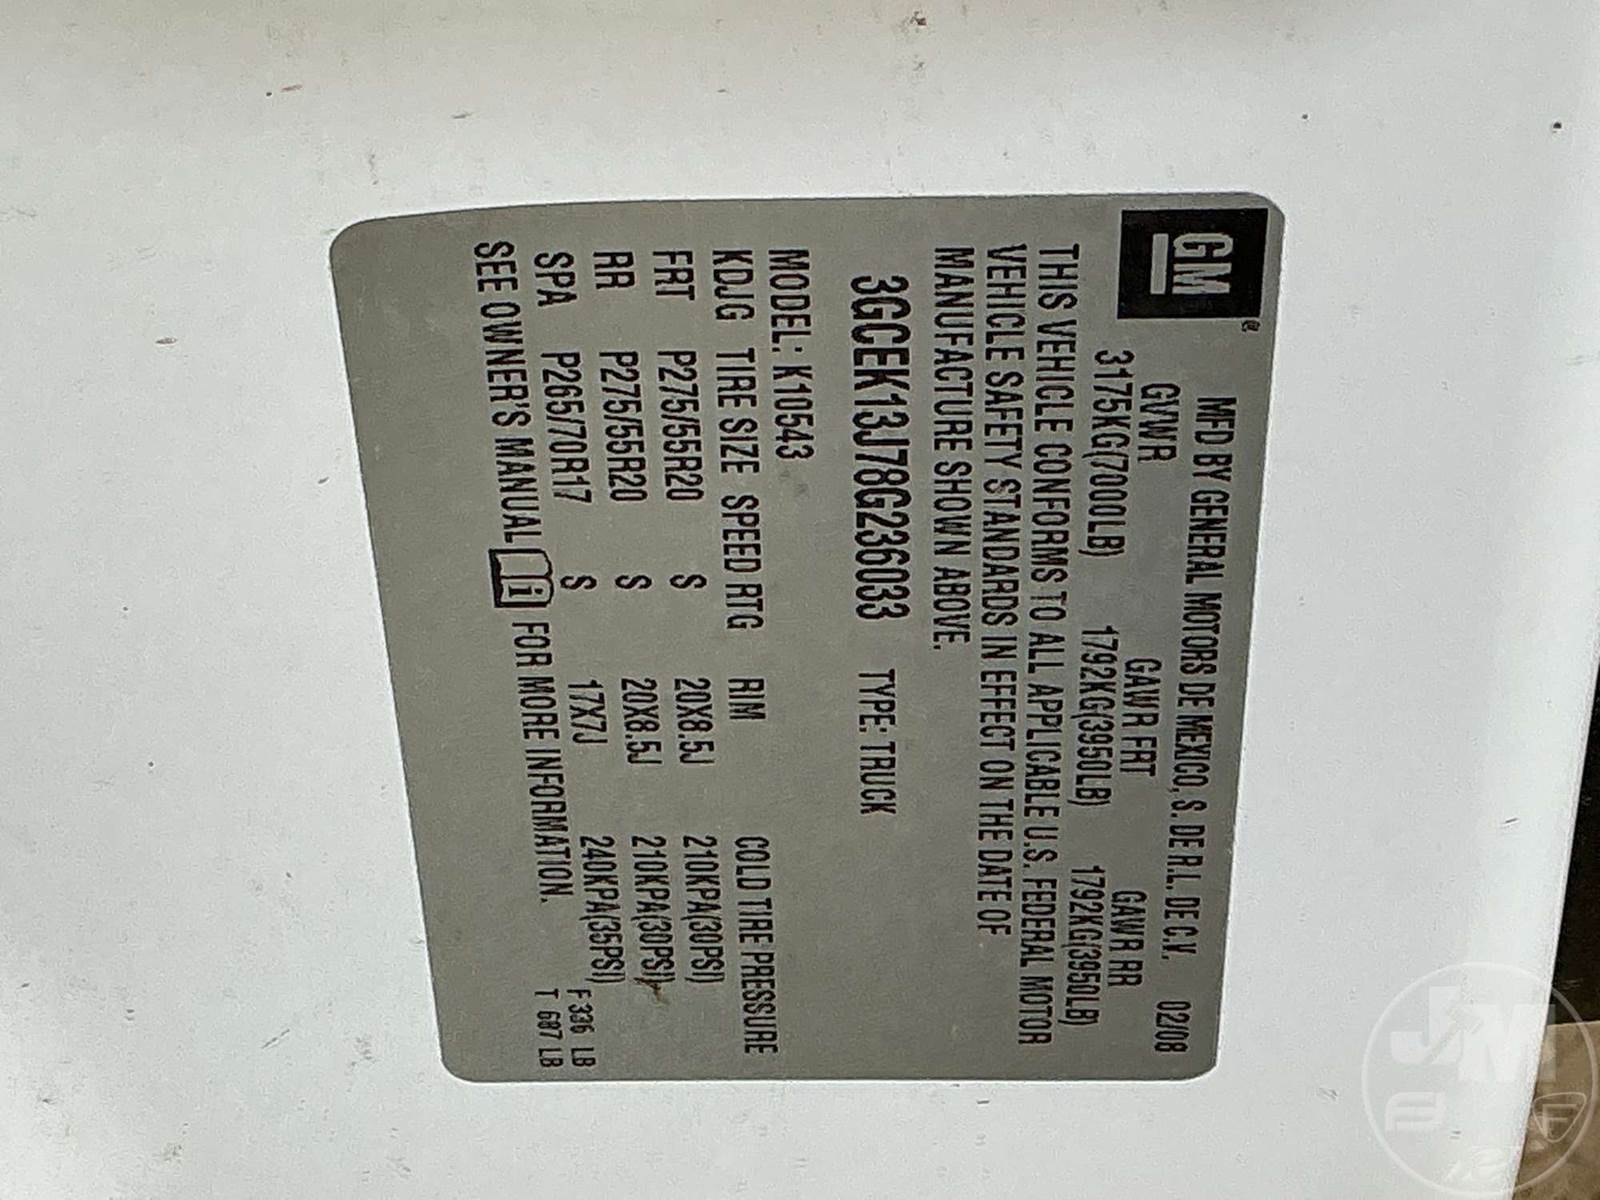 GM®
MFD BY GENERAL MOTORS DE MEXICO, S. DE R.L. DE C.V. 02/08
GVWR GAWR FRT GAWR RR
3175KG(7000LB) 1792KG(3950LB) 1792KG(3950LB)
THIS VEHICLE CONFORMS TO ALL APPLICABLE U.S. FEDERAL MOTOR
VEHICLE SAFETY STANDARDS IN EFFECT ON THE DATE OF
MANUFACTURE SHOWN ABOVE.
3GCEK13J78G236033 TYPE: TRUCK
MODEL: K10543
KDJG TIRE SIZE SPEED RTG RIM COLD TIRE PRESSURE
FRT P275/55R20 S 20X8.5J 210KPA(30PSI)
RR P275/55R20 S 20X8.5J 210KPA(30PSI)
SPA P265/70R17 S 17X7J 240KPA(35PSI)
SEE OWNER'S MANUAL i FOR MORE INFORMATION.
F 336 LB
T 687 LB
JM